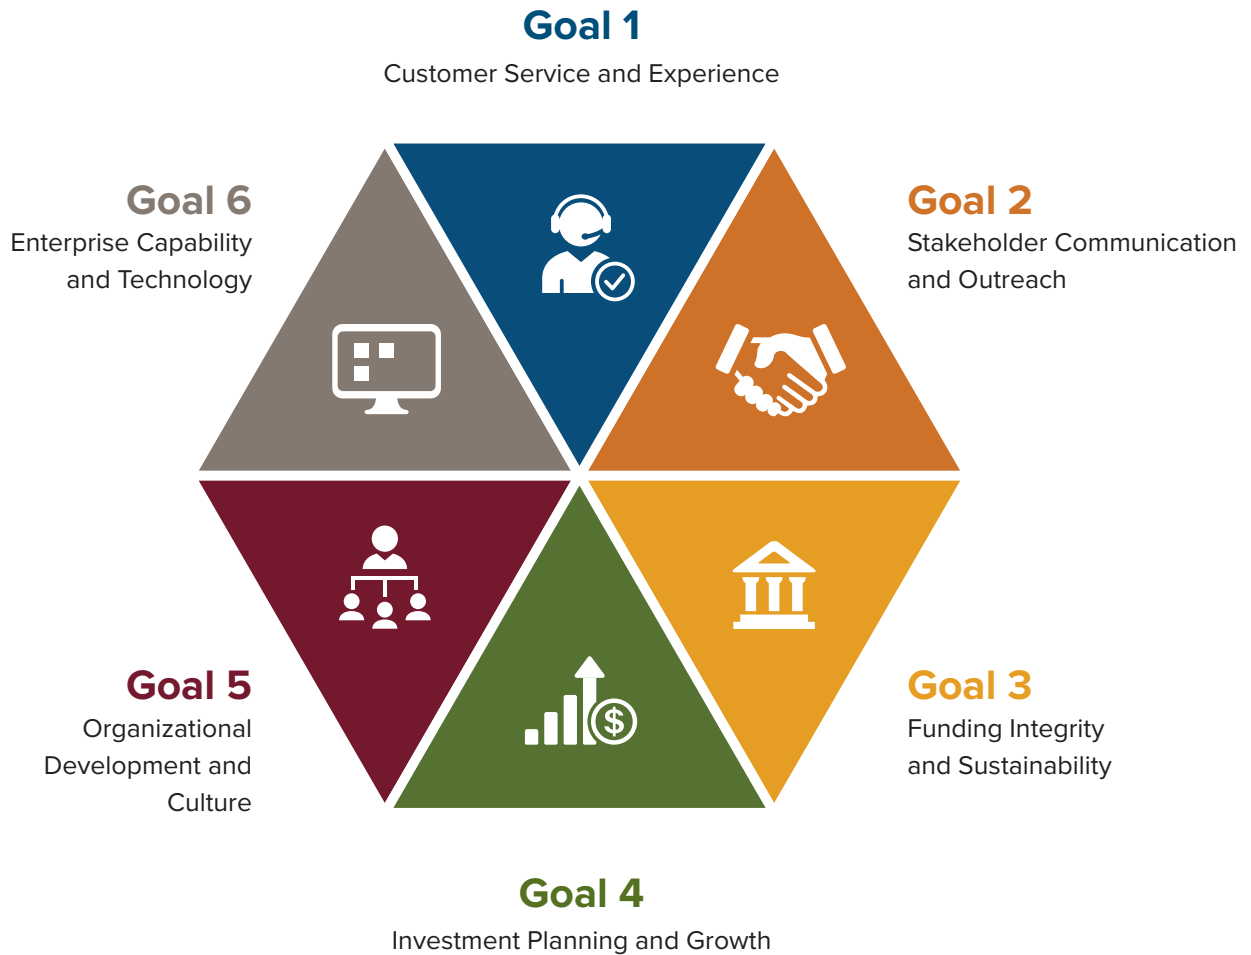 Goal 1
Customer Service and Experience
Goal 2
Stakeholder Communication
and Outreach
Goal 3
Funding Integrity
and Sustainability
Goal 4
Investment Planning and Growth
Goal 5
Organizational
Development and
Culture
Goal 6
Enterprise Capability
and Technology
$